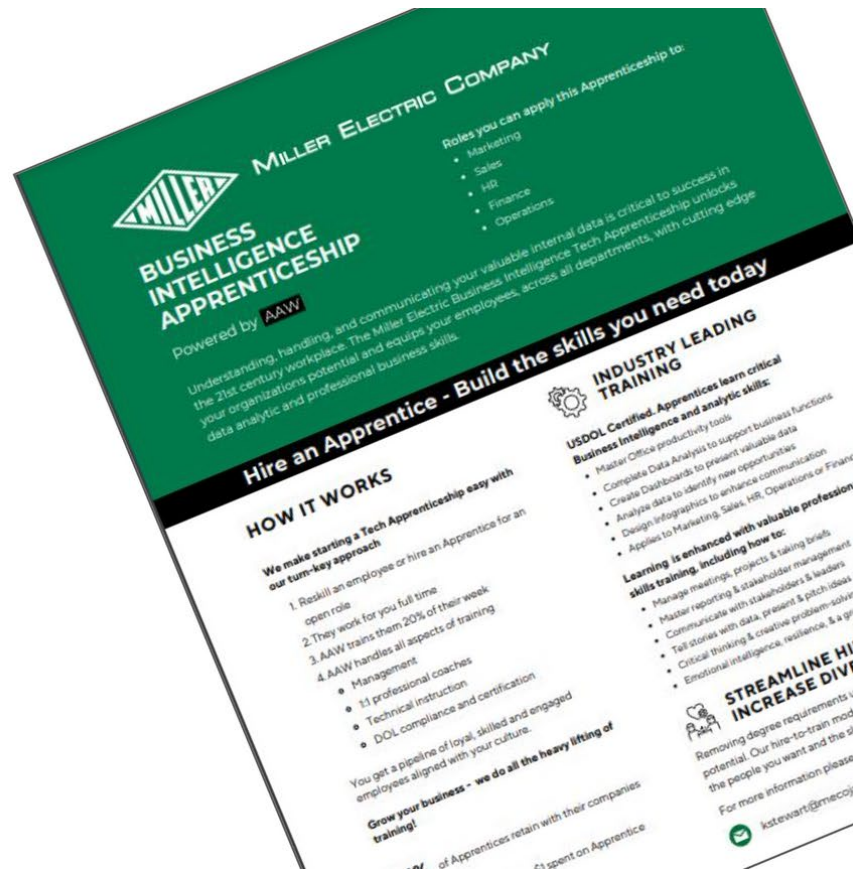 MILLER
MILLER ELECTRIC COMPANY
BUSINESS
INTELLIGENCE
APPRENTICESHIP
Powered by AAW
Roles you can apply this Apprenticeship to:
• Marketing
• Sales
• HR
• Finance
• Operations
Understanding, handling, and communicating your valuable internal data is critical to success in
the 21st century workplace. The Miller Electric Business Intelligence Tech Apprenticeship unlocks
your organizations potential and equips your employees, across all departments, with cutting edge
data analytic and professional business skills.
Hire an Apprentice - Build the skills you need today
HOW IT WORKS
We make starting a Tech Apprenticeship easy with
our turn-key approach
1. Reskill an employee or hire an Apprentice for an
open role
2. They work for you full time
3. AAW trains them 20% of their week
4. AAW handles all aspects of training
Management
1:1 professional coaches
Technical instruction
DOL compliance and certification
You get a pipeline of loyal, skilled and engaged
employees aligned with your culture.
Grow your business - we do all the heavy lifting of
training!
of Apprentices retain with their companies
spent on Apprentice
INDUSTRY LEADING
TRAINING
USDOL Certified. Apprentices learn critical
Business Intelligence and analytic skills:
• Master Office productivity tools
• Complete Data Analysis to support business functions
• Create Dashboards to present valuable data
• Analyze data to identify new opportunities
• Design Infographics to enhance communication
• Applies to Marketing, Sales, HR, Operations or
Learning is enhanced with valuable
skills training, including how to:
• Manage meetings, projects & taking briefs
• Master reporting & stakeholder management
• Communicate with stakeholders & leaders
• Tell stories with data, present & pitch ideas
• Critical thinking & creative
• Emotional intelligence, resilience, & a
STREAMLINE
INCREASE
Removing degree requirements
potential. Our hire-to-train
the people you want and the
For more information please